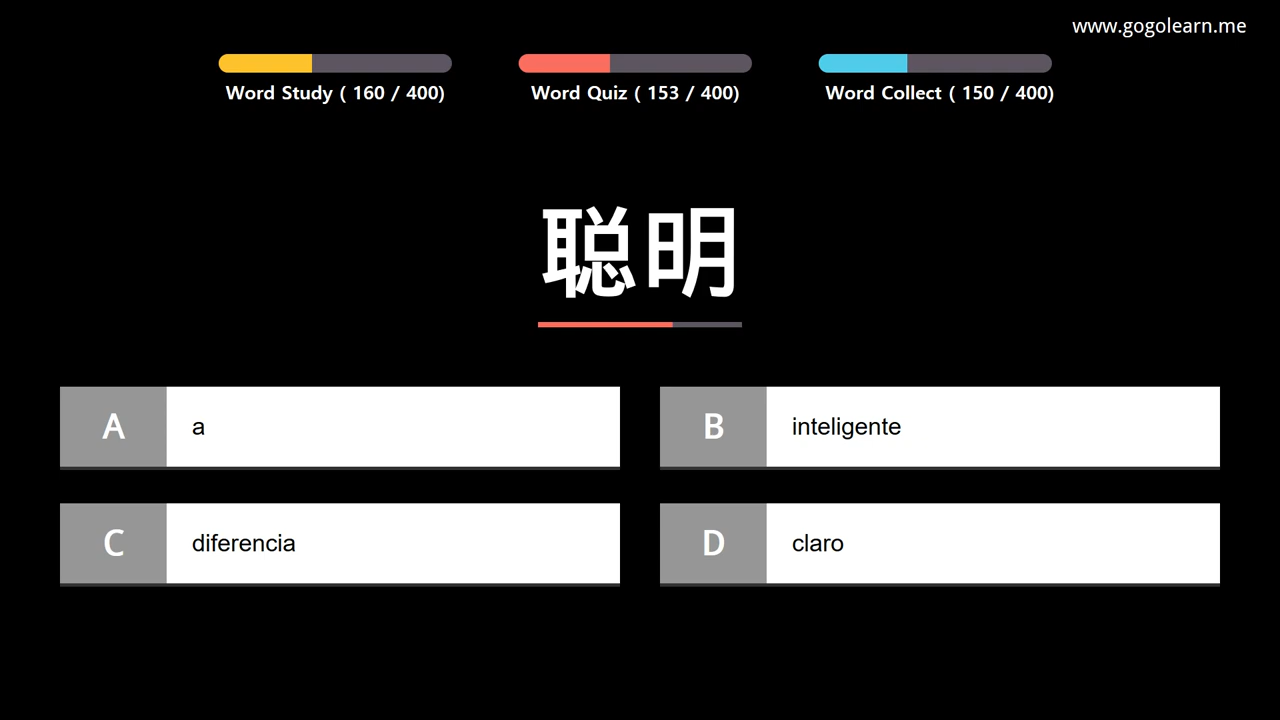 www.gogolearn.me
Word Study ( 160 / 400)
Word Quiz ( 153 / 400)
Word Collect ( 150 / 400)
聪明
A
a
B
inteligente
C
diferencia
D
claro